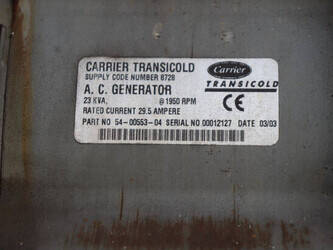 CARRIER TRANSICOLD
SUPPLY CODE NUMBER 8728
Carrier
TRANSICOLD
A. C. GENERATOR
23 KVA. @ 1950 RPM
CE
RATED CURRENT 29.5 AMPERE
PART NO 54-00553-04 SERIAL NO 00012127 DATE 03/03